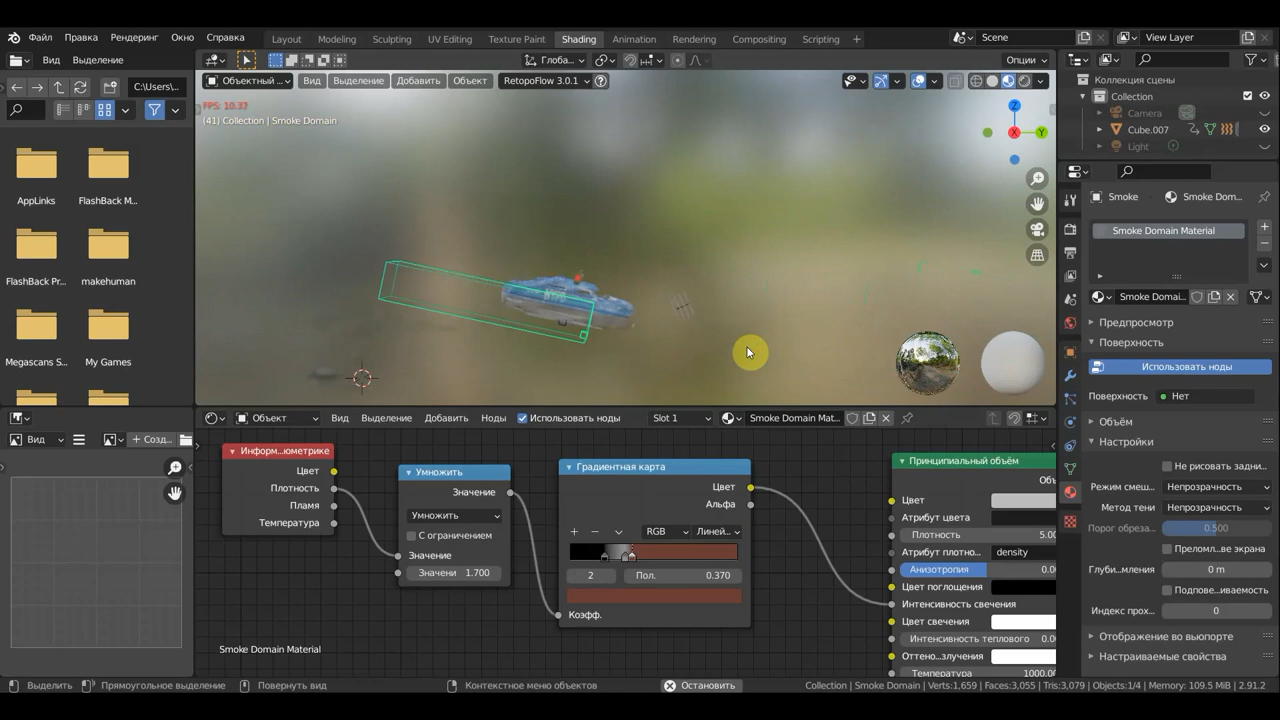 Файл Правка Рендеринг Окно Справка Layout Modeling Sculpting UV Editing Texture Paint Shading Animation Rendering Compositing Scripting + Scene View Layer
Вид Выделение Глоба... Опции
C:\Users\... Объектный ... Вид Выделение Добавить Объект RetopoFlow 3.0.1
FPS: 10.37
(41) Collection | Smoke Domain
Z
X
Y
AppLinks
FlashBack M...
FlashBack Pr...
makehuman
Megascans S...
My Games
Коллекция сцены
Collection
Camera
Cube.007
Light
Smoke Smoke Dom...
Smoke Domain Material
Smoke Domai...
Предпросмотр
Поверхность
Использовать ноды
Поверхность Нет
Объём
Настройки
Не рисовать задни...
Режим смеш... Непрозрачность
Метод тени Непрозрачность
Порог обреза... 0.500
Преломл...ве экрана
Глуби...мления 0 m
Подпове...иваемость
Индекс прох... 0
Отображение во вьюпорте
Настраиваемые свойства
Вид + Созд...
Объект Вид Выделение Добавить Ноды Использовать ноды Slot 1 Smoke Domain Mat...
Информ...юметрике
Цвет
Плотность
Пламя
Температура
Умножить
Значение
Умножить
С ограничением
Значение
Значени 1.700
Градиентная карта
Цвет
Альфа
RGB Линей...
2 Пол. 0.370
Коэфф.
Принципиальный объём
Цвет
Атрибут цвета
Плотность 5.00
Атрибут плотно... density
Анизотропия 0.00
Цвет поглощения
Интенсивность свечения
Цвет свечения
Интенсивность теплового 0.00
Оттено...злучения
Температура 1000.00
Smoke Domain Material
Выделить Прямоугольное выделение Повернуть вид Контекстное меню объектов Остановить Collection | Smoke Domain | Verts:1,659 | Faces:3,055 | Tris:3,079 | Objects:1/4 | Memory: 109.5 MiB | 2.91.2